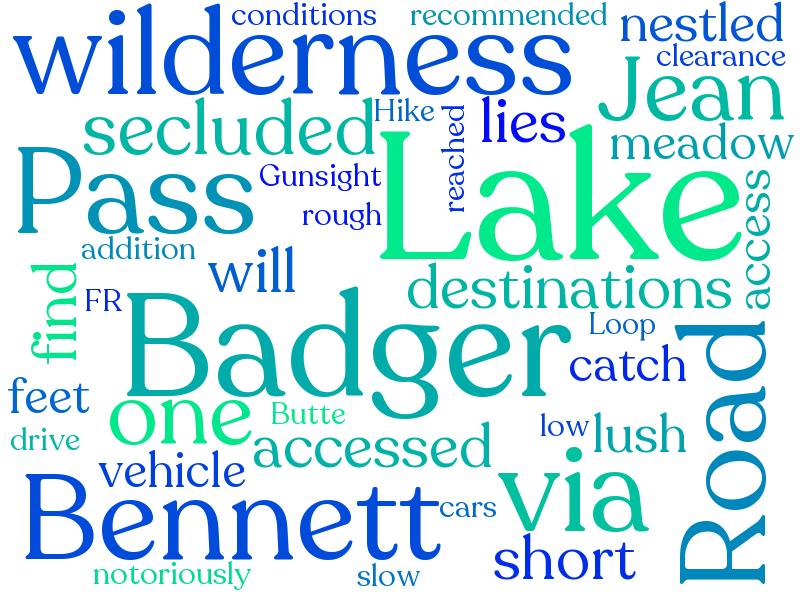 conditions
recommended
nestled
wilderness
clearance
Jean
secluded
Hike
reached
lies
meadow
Pass
Gunsight
Lake
rough
access
addition
will
find
FR
destinations
Badger
Loop
Road
catch
feet
one
Butte
low
lush
drive
accessed
vehicle
via
Bennett
cars
short
notoriously
slow